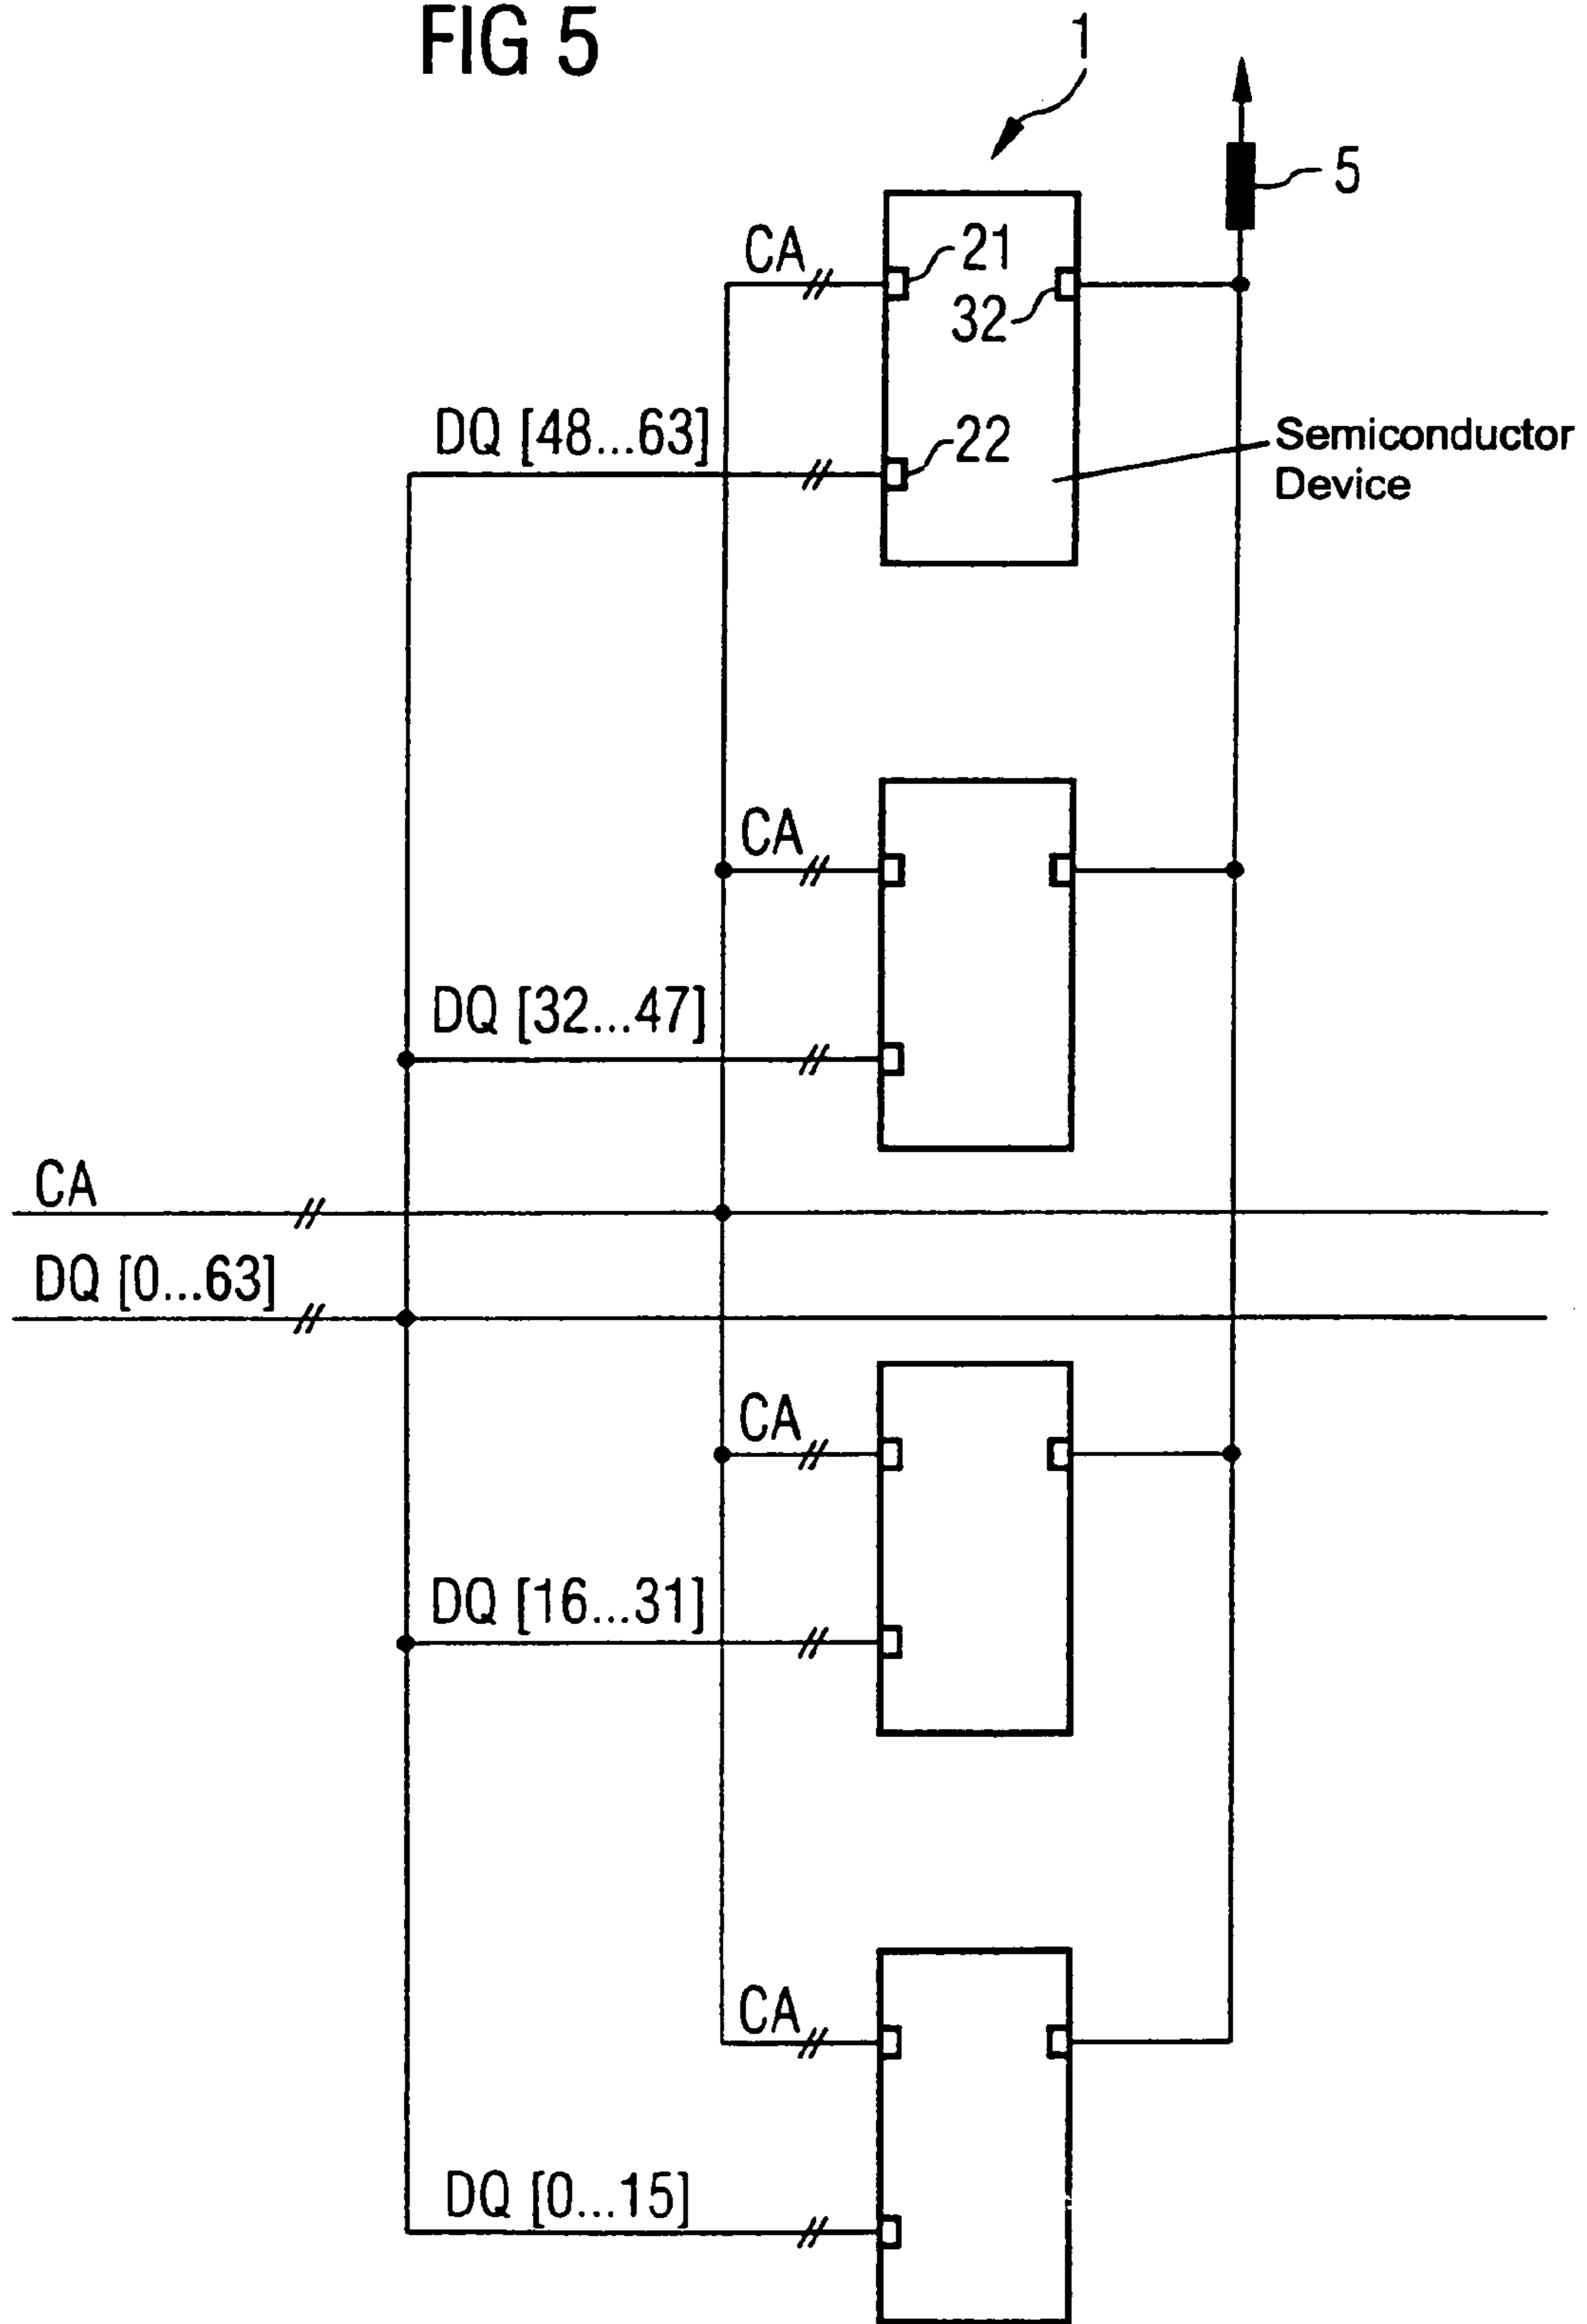 FIG 5
1
5
CA
21
32
DQ [48...63]
22
Semiconductor
Device
CA
DQ [32...47]
CA
DQ [0...63]
CA
DQ [16...31]
CA
DQ [0...15]